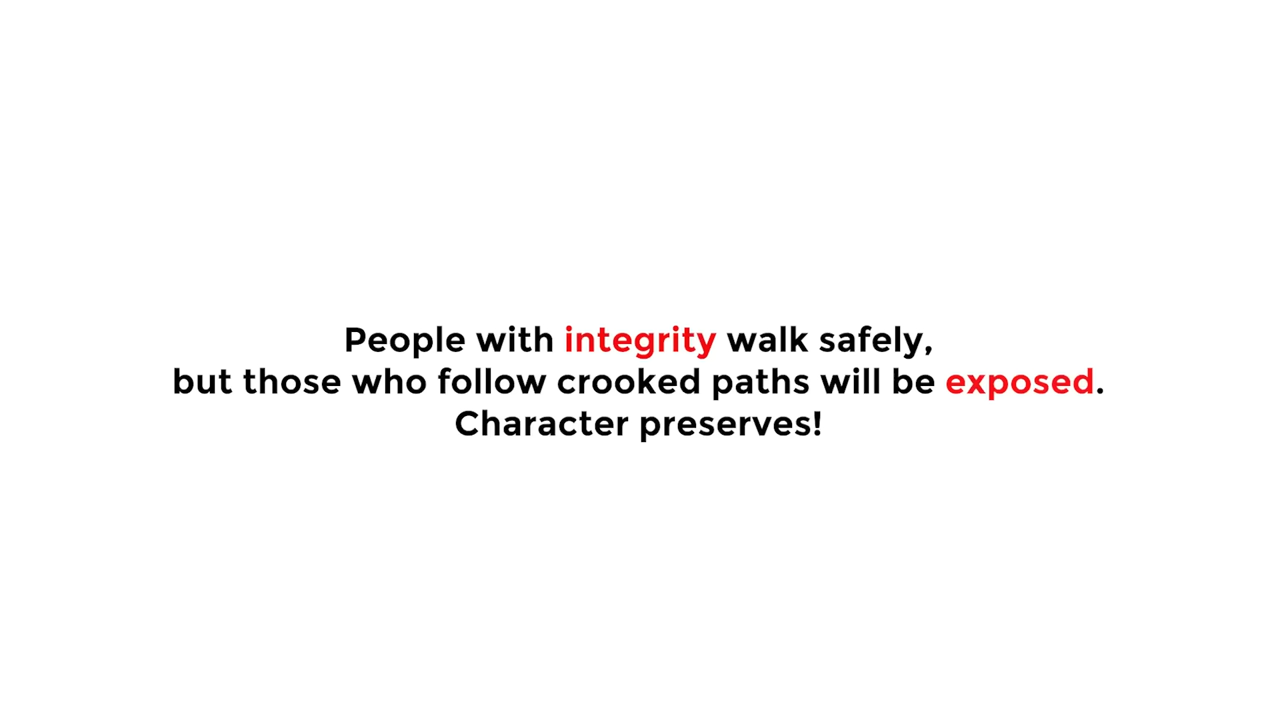 People with integrity walk safely,
but those who follow crooked paths will be exposed.
Character preserves!